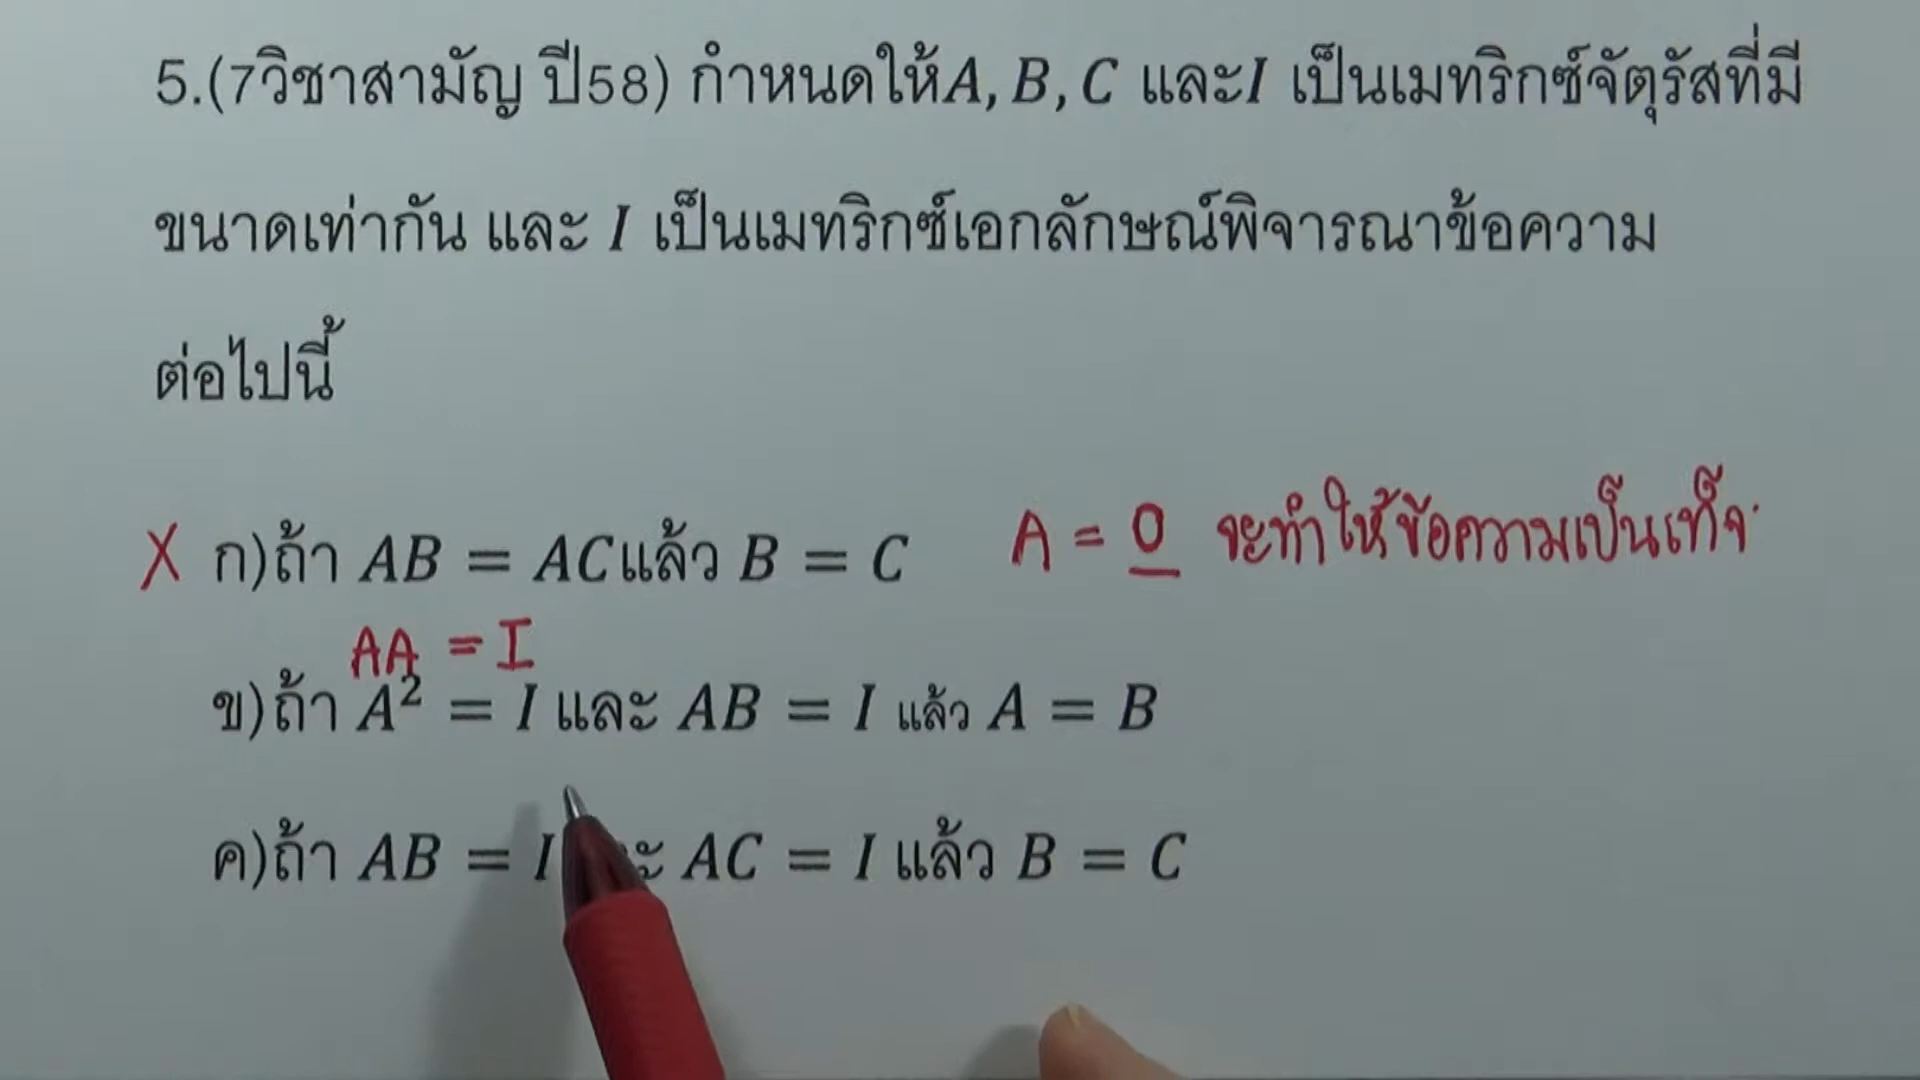 5.(7วิชาสามัญ ปี58) กำหนดให้A, B, C และI เป็นเมทริกซ์จัตุรัสที่มี
ขนาดเท่ากัน และ I เป็นเมทริกซ์เอกลักษณ์พิจารณาข้อความ
ต่อไปนี้
X ก)ถ้า AB = ACแล้ว B = C A = 0 จะทำให้ข้อความเป็นเท็จ
AA = I
ข)ถ้า A² = I และ AB = I แล้ว A = B
ค)ถ้า AB = I ะ AC = I แล้ว B = C